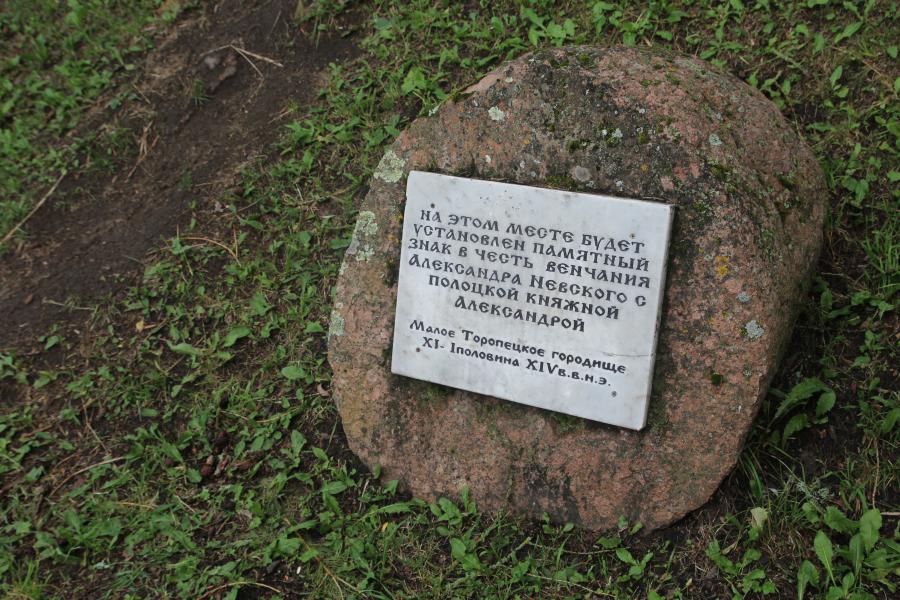 НА ЭТОМ МЕСТЕ БУДЕТ
УСТАНОВЛЕН ПАМЯТНЫЙ
ЗНАК В ЧЕСТЬ ВЕНЧАНИЯ
АЛЕКСАНДРА НЕВСКОГО С
ПОЛОЦКОЙ КНЯЖНОЙ
АЛЕКСАНДРОЙ
Малое Торопецкое городище
XI- Iполовина XIVв.в.н.э.